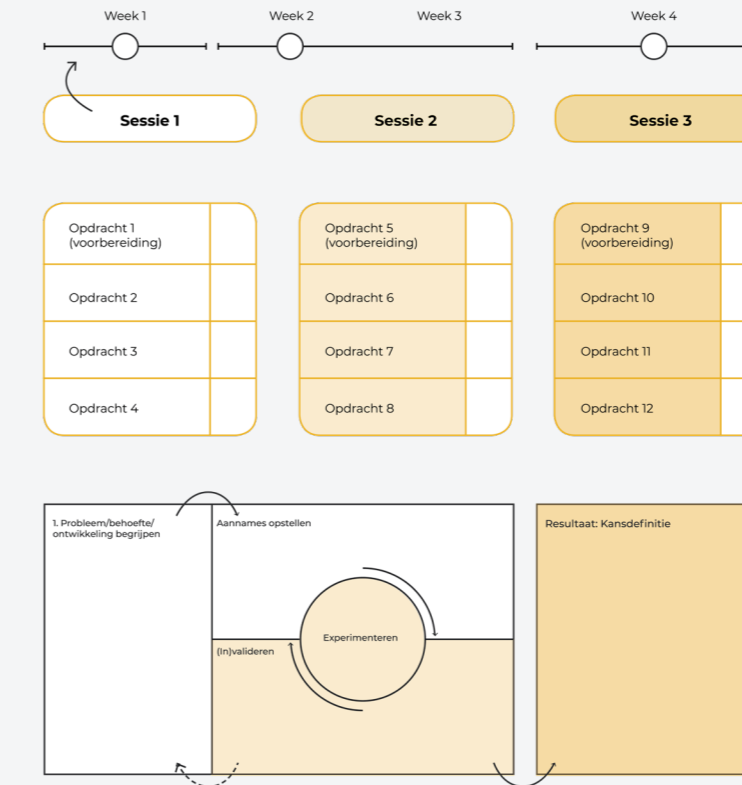 Week 1
Week 2
Week 3
Week 4
Sessie 1
Sessie 2
Sessie 3
Opdracht 1
(voorbereiding)
Opdracht 2
Opdracht 3
Opdracht 4
Opdracht 5
(voorbereiding)
Opdracht 6
Opdracht 7
Opdracht 8
Opdracht 9
(voorbereiding)
Opdracht 10
Opdracht 11
Opdracht 12
1. Probleem/behoefte/
ontwikkeling begrijpen
Aannames opstellen
Experimenteren
(In)valideren
Resultaat: Kansdefinitie